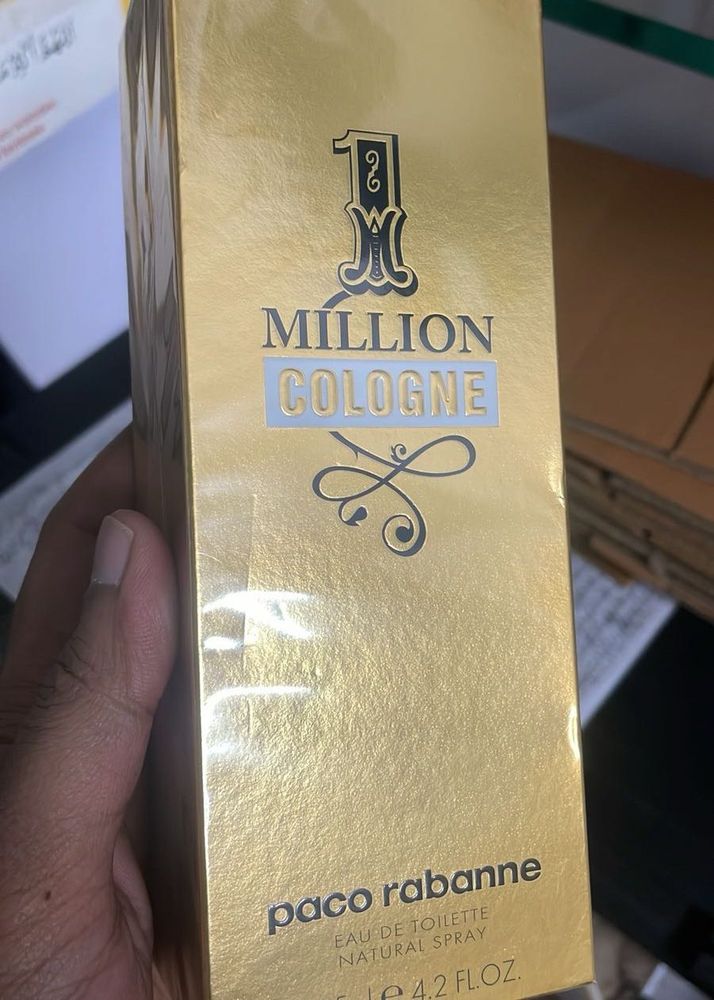 1
MILLION
COLOGNE
paco rabanne
EAU DE TOILETTE
NATURAL SPRAY
e 4.2 FL.OZ.